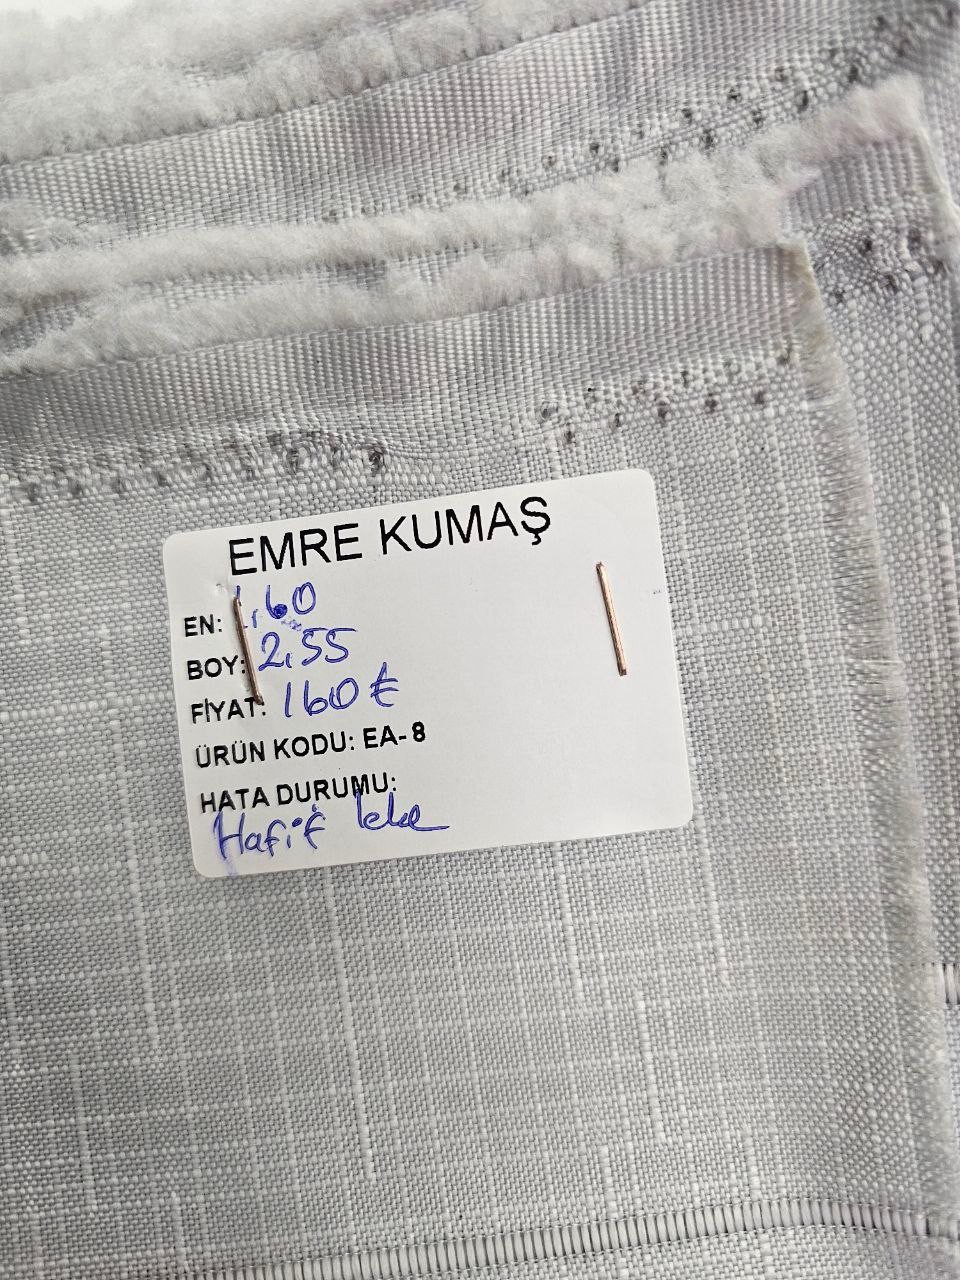 EMRE KUMAŞ
EN: 1,60
BOY: 2,55
FİYAT: 160 ₺
ÜRÜN KODU: EA-8
HATA DURUMU:
Hafif leke